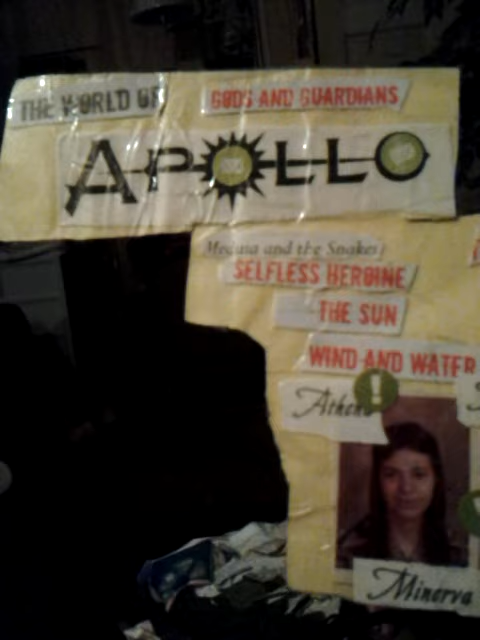 THE WORLD OF
GODS AND GUARDIANS
APOLLO
Medusa and the Snakes
SELFLESS HEROINE
THE SUN
WIND AND WATER
Athena
!
Minerva